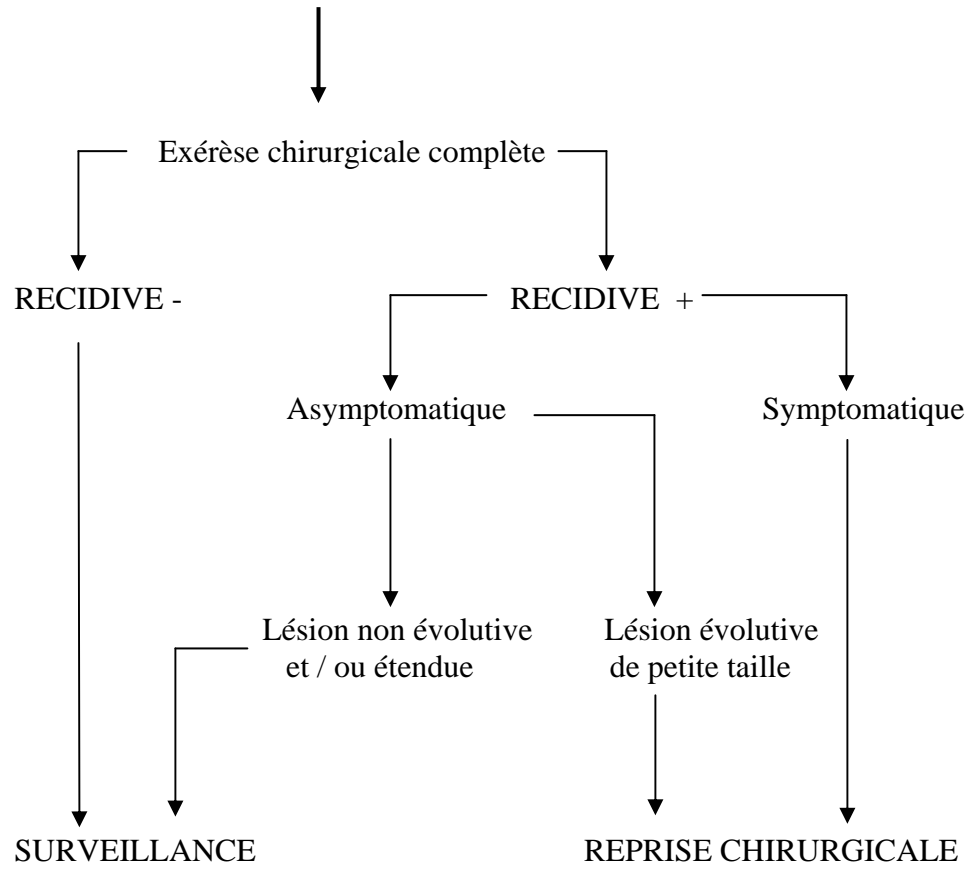 Exérèse chirurgicale complète
RECIDIVE -
RECIDIVE +
Asymptomatique
Symptomatique
Lésion non évolutive
et / ou étendue
Lésion évolutive
de petite taille
SURVEILLANCE
REPRISE CHIRURGICALE